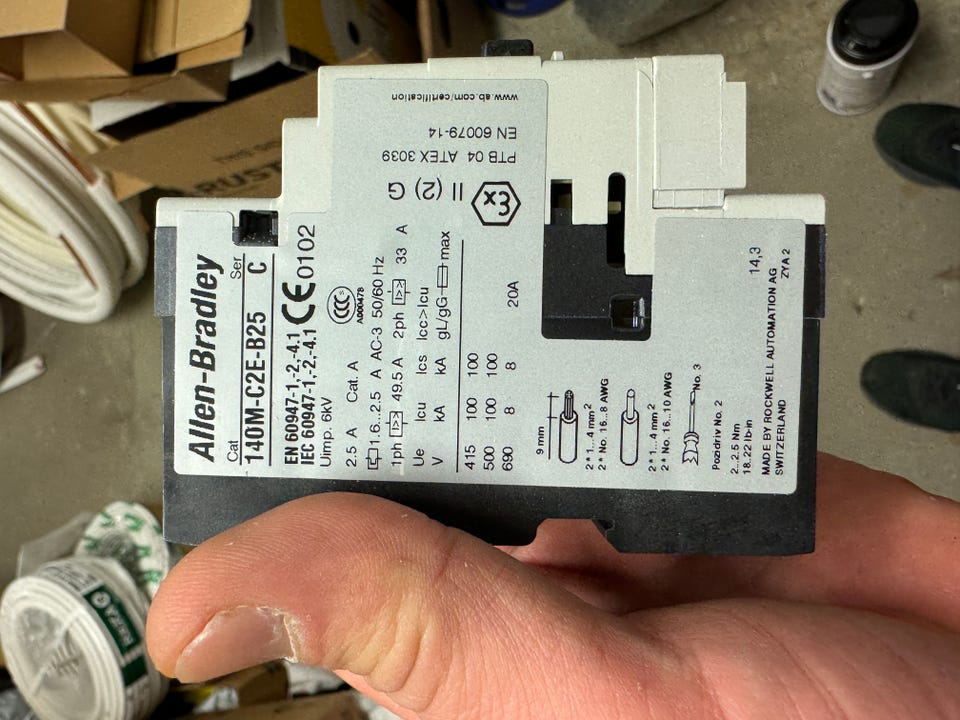 Allen-Bradley
Cat Ser
140M-C2E-B25 C
EN 60947-1,-2,-4.1
IEC 60947-1,-2,-4.1
CE 0102
Uimp. 6kV
CCC
A000478
2.5 A Cat. A
1.6...2.5 A AC-3 50/60 Hz
1ph I>> 49.5 A 2ph I>> 33 A
Ue Icu Ics Icc>Icu
V kA kA gL/gG max
415 100 100
500 100 100
690 8 8 20A
Ex II (2) G
PTB 04 ATEX 3039
EN 60079-14
www.ab.com/certification
9 mm
2 * 1...4 mm²
2 * No. 16...8 AWG
2 * 1...4 mm²
2 * No. 16...10 AWG
No. 3
Pozidriv No. 2
2...2.5 Nm
18...22 lb-in
14,3
MADE BY ROCKWELL AUTOMATION AG
SWITZERLAND ZYA 2